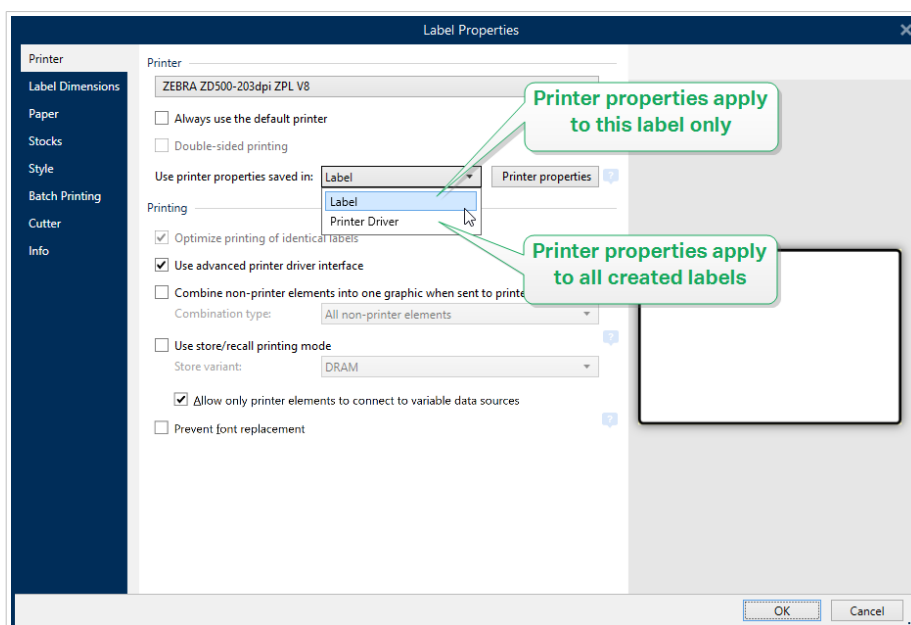 Label Properties
Printer
Label Dimensions
Paper
Stocks
Style
Batch Printing
Cutter
Info
Printer
ZEBRA ZD500-203dpi ZPL V8
Always use the default printer
Double-sided printing
Use printer properties saved in:
Label
Printer properties
?
Label
Printer Driver
Printer properties apply
to this label only
Printer properties apply
to all created labels
Printing
Optimize printing of identical labels
Use advanced printer driver interface
Combine non-printer elements into one graphic when sent to printe
Combination type:
All non-printer elements
Use store/recall printing mode
?
Store variant:
DRAM
Allow only printer elements to connect to variable data sources
Prevent font replacement
?
OK
Cancel
.